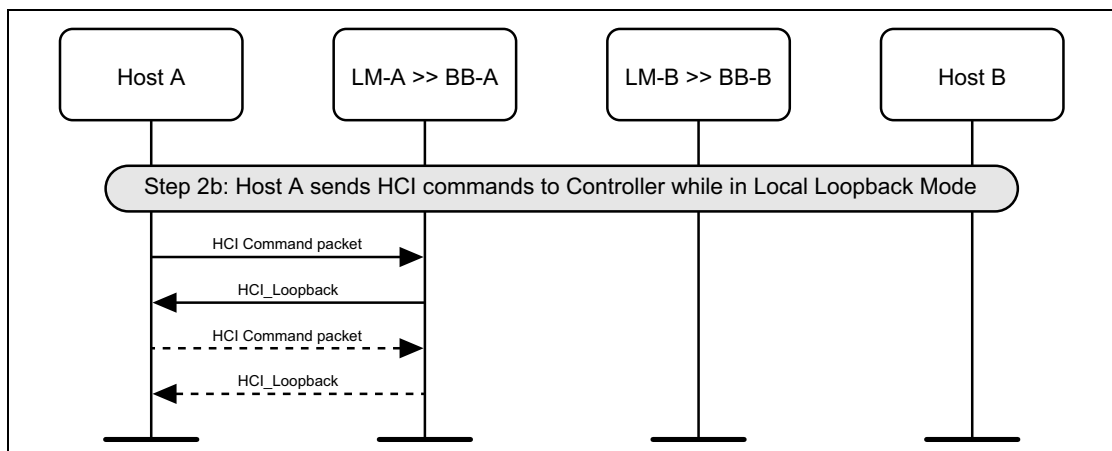 Host A
LM-A >> BB-A
LM-B >> BB-B
Host B
Step 2b: Host A sends HCI commands to Controller while in Local Loopback Mode
HCI Command packet
HCI_Loopback
HCI Command packet
HCI_Loopback